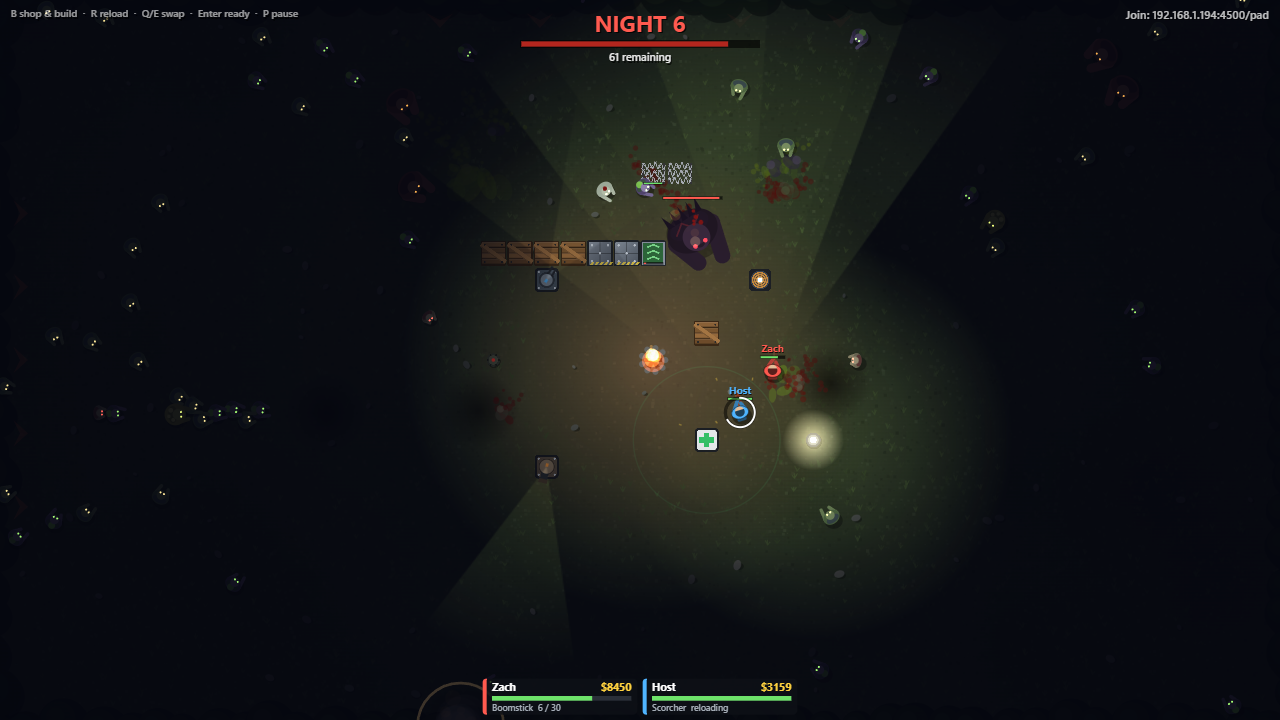 B shop & build · R reload · Q/E swap · Enter ready · P pause
NIGHT 6
Join: 192.168.1.194:4500/pad
61 remaining
Zach
Host
Zach $8450
Boomstick 6 / 30
Host $3159
Scorcher reloading